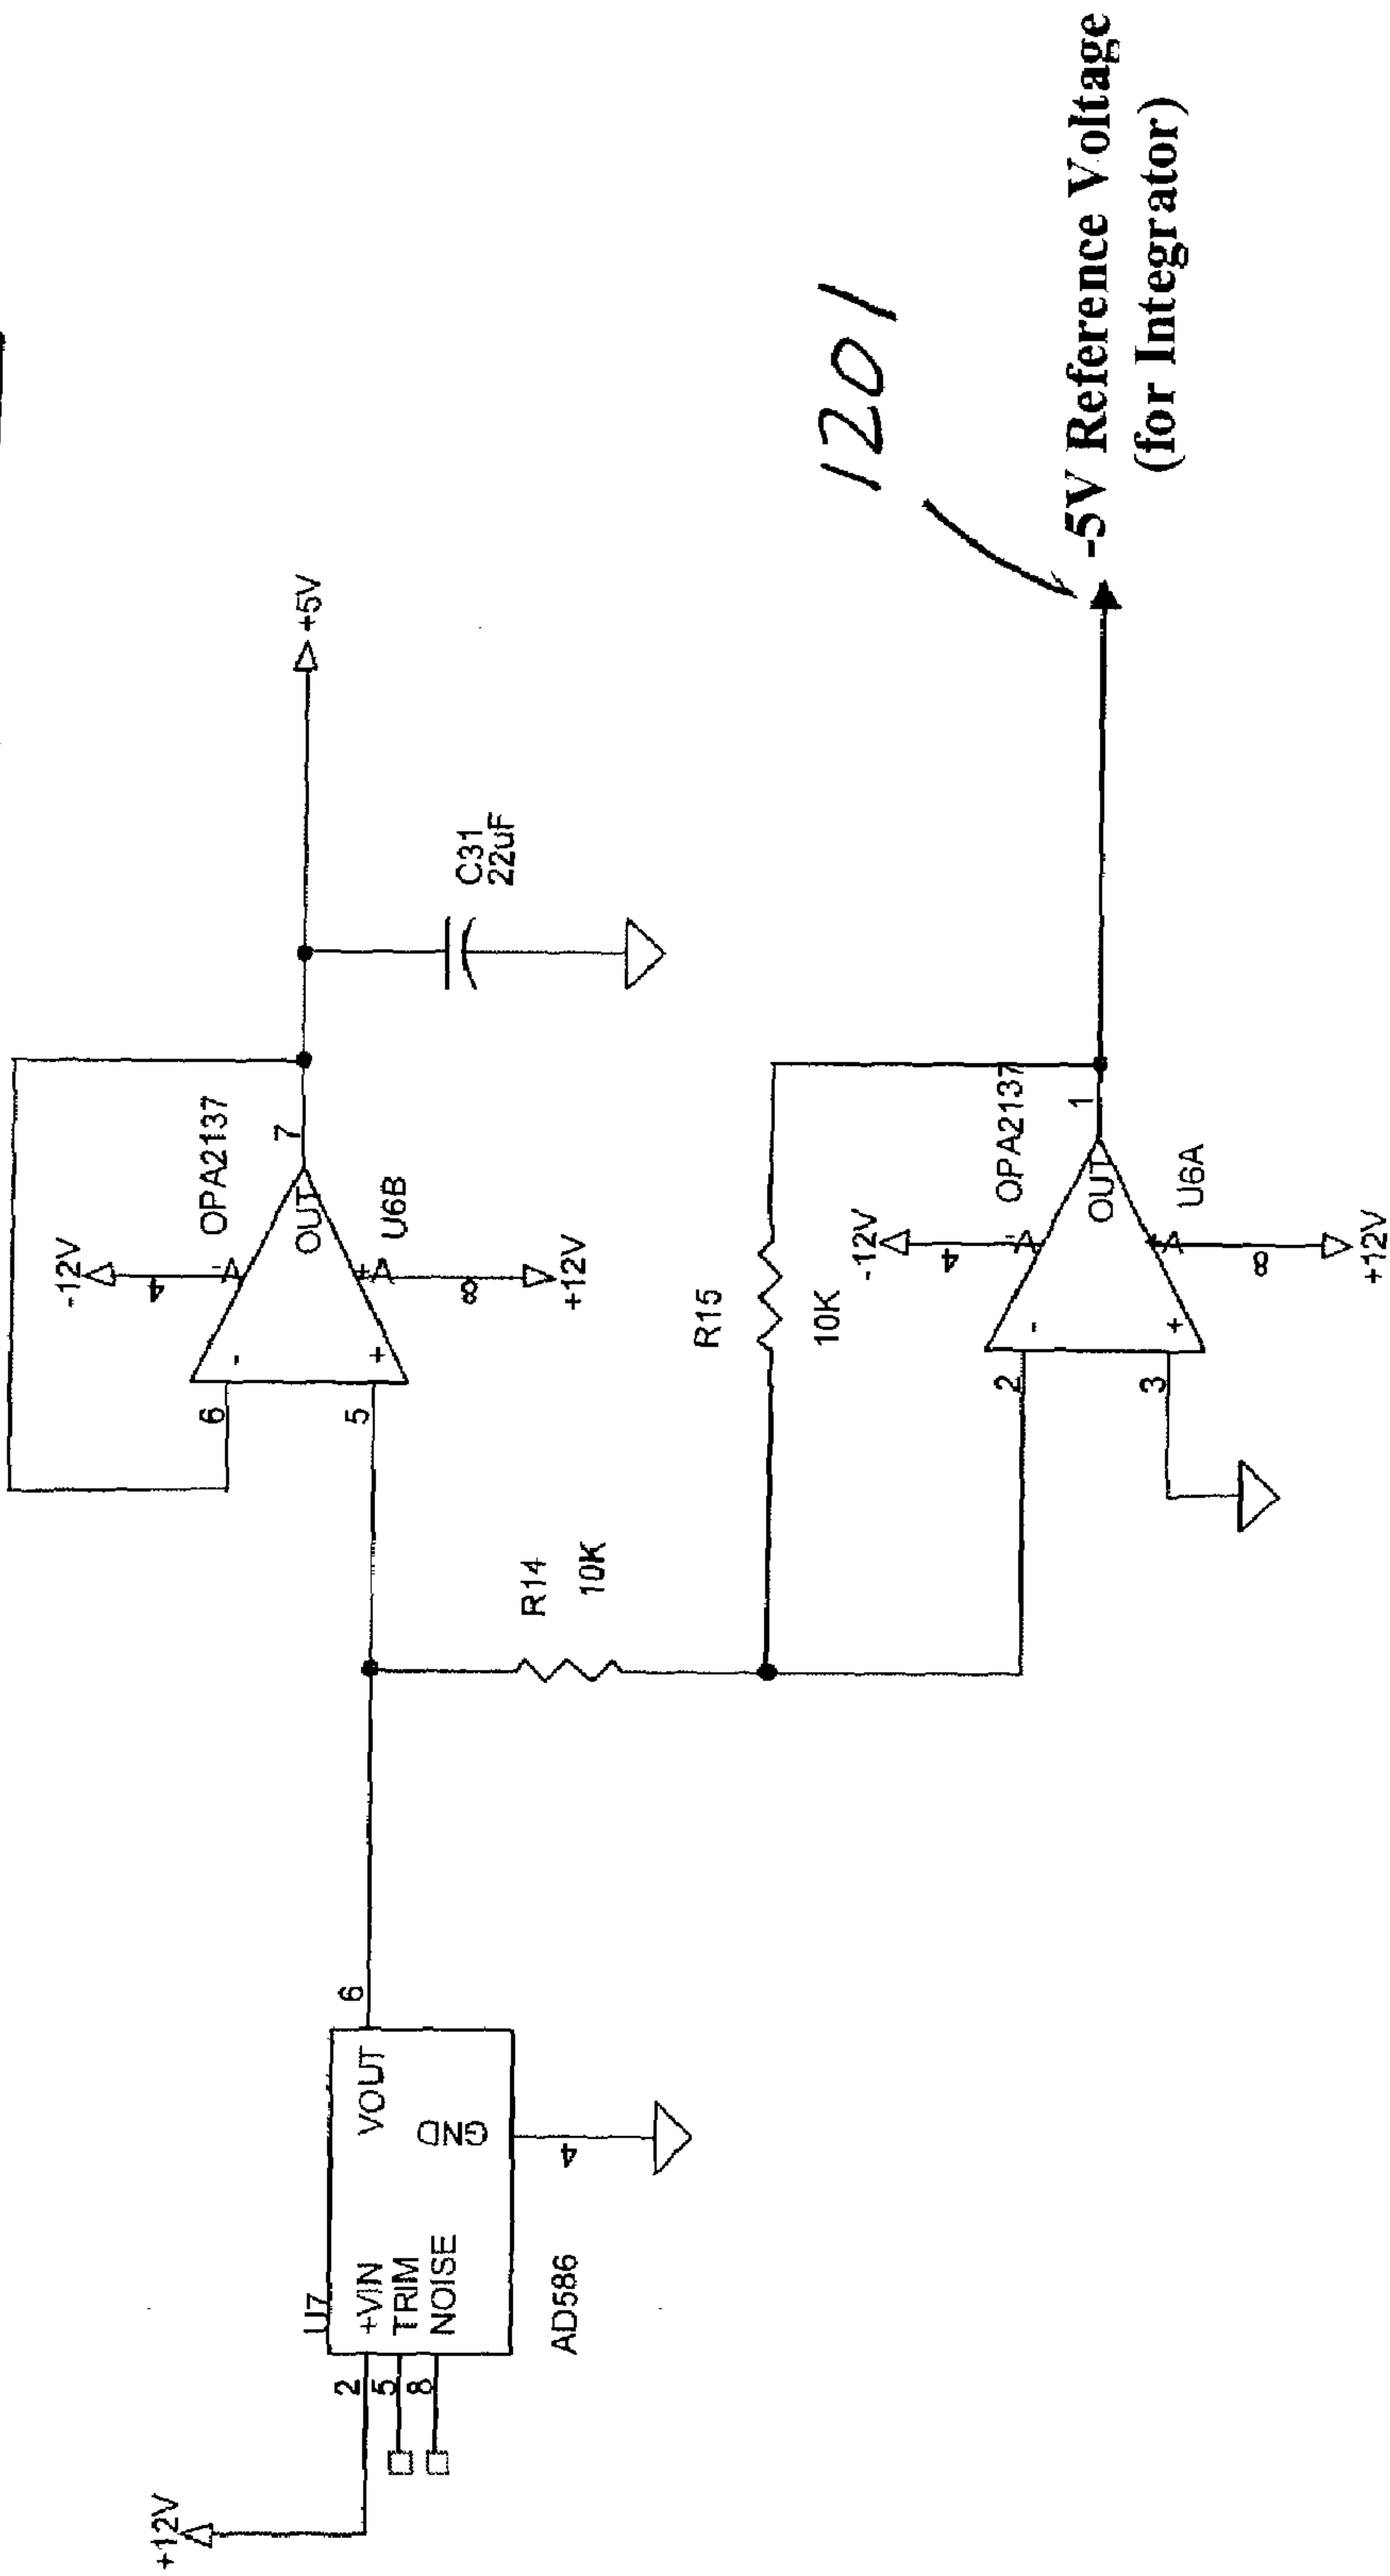 +12V
U7
2
+VIN
5
TRIM
8
NOISE
VOUT
6
GND
4
AD586
R14
10K
-12V
4
-
OPA2137
6
-
5
+
OUT
7
U6B
+
8
+12V
C31
22uF
+5V
R15
10K
-12V
4
-
OPA2137
2
-
3
+
OUT
1
U6A
+
8
+12V
1201
-5V Reference Voltage
(for Integrator)